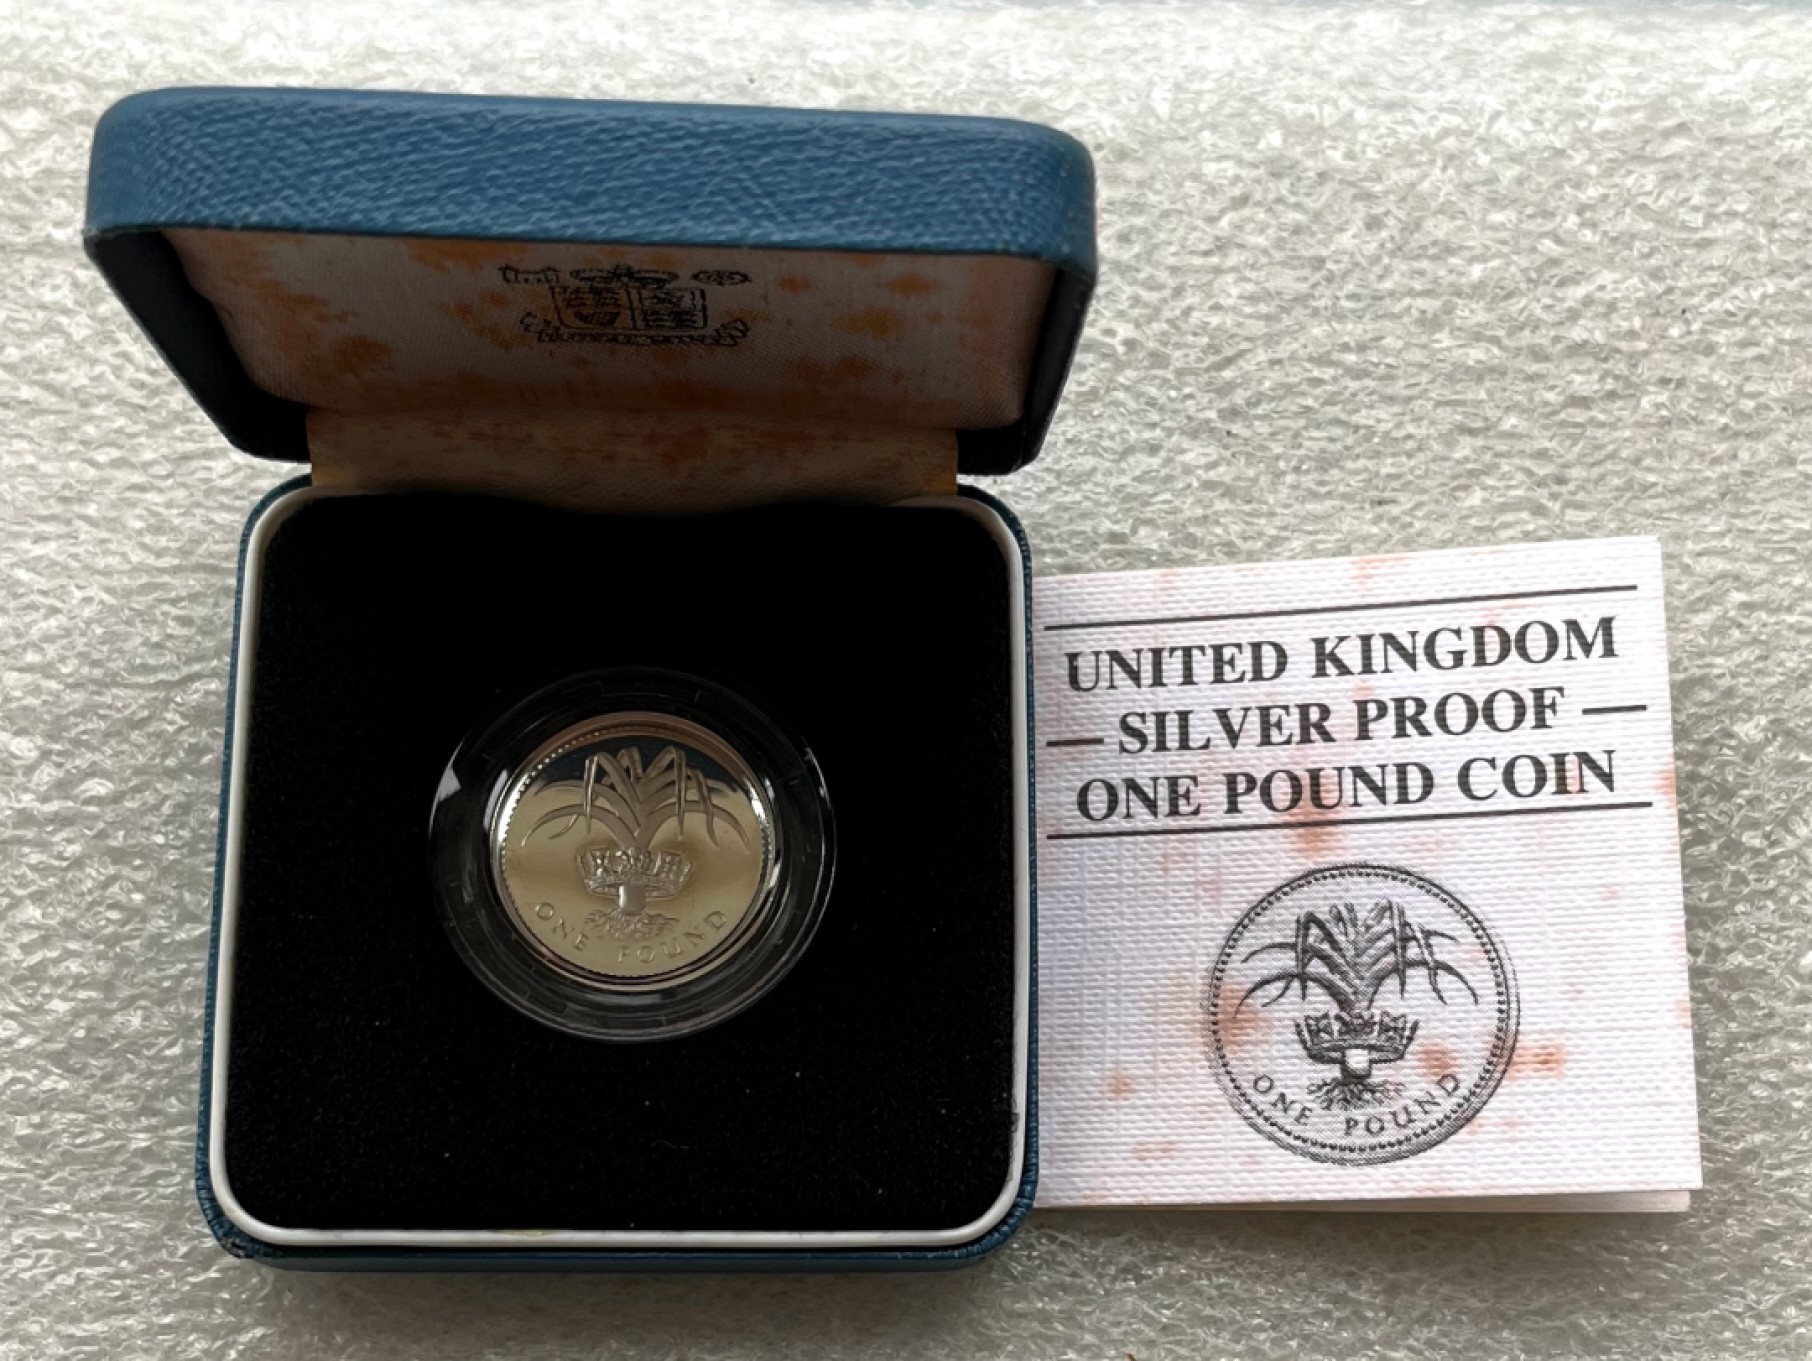 ONE POUND
UNITED KINGDOM
SILVER PROOF
ONE POUND COIN
ONE POUND